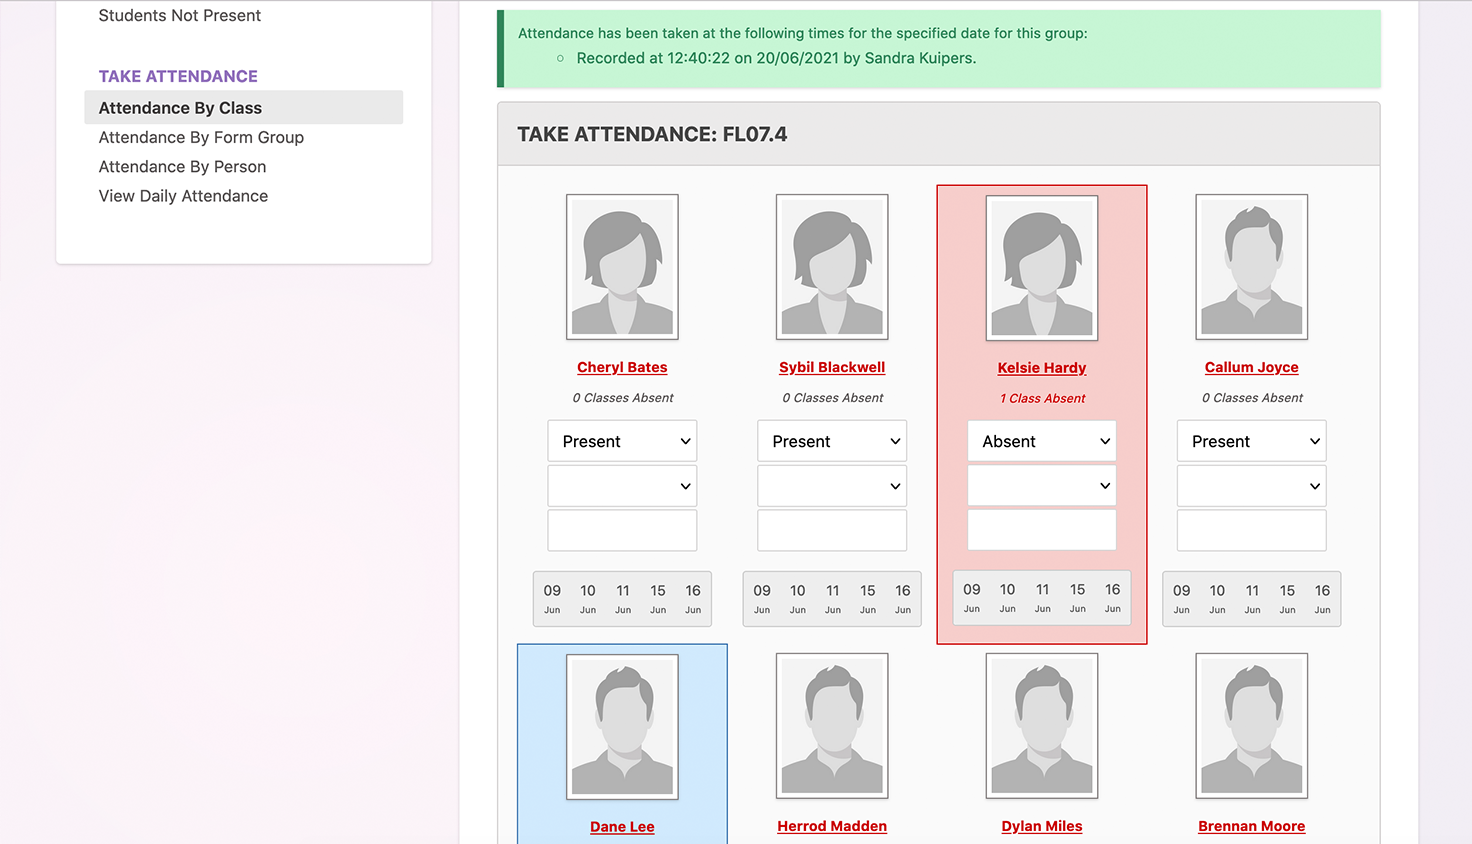 Students Not Present
TAKE ATTENDANCE
Attendance By Class
Attendance By Form Group
Attendance By Person
View Daily Attendance
Attendance has been taken at the following times for the specified date for this group:
Recorded at 12:40:22 on 20/06/2021 by Sandra Kuipers.
TAKE ATTENDANCE: FL07.4
Cheryl Bates
0 Classes Absent
Present
09 10 11 15 16
Jun Jun Jun Jun Jun
Sybil Blackwell
0 Classes Absent
Present
09 10 11 15 16
Jun Jun Jun Jun Jun
Kelsie Hardy
1 Class Absent
Absent
09 10 11 15 16
Jun Jun Jun Jun Jun
Callum Joyce
0 Classes Absent
Present
09 10 11 15 16
Jun Jun Jun Jun Jun
Dane Lee
Herrod Madden
Dylan Miles
Brennan Moore